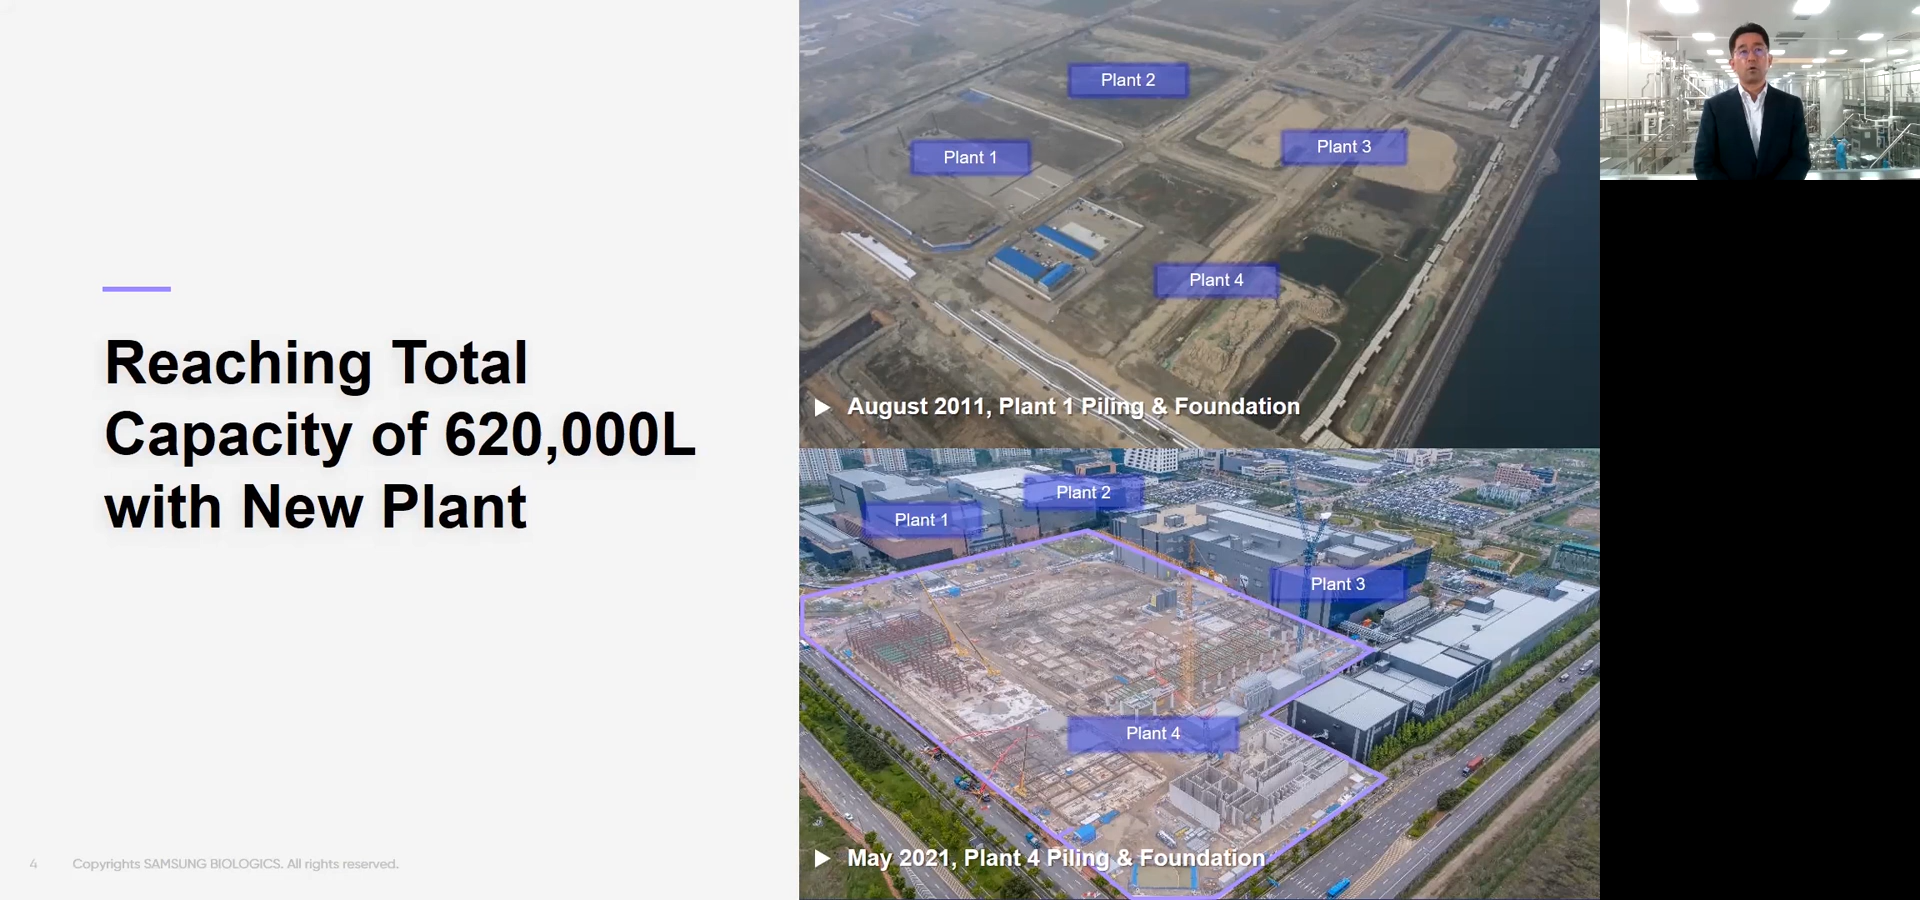 Reaching Total
Capacity of 620,000L
with New Plant
4 Copyrights SAMSUNG BIOLOGICS. All rights reserved.
Plant 2
Plant 1
Plant 3
Plant 4
August 2011, Plant 1 Piling & Foundation
Plant 2
Plant 1
Plant 3
Plant 4
May 2021, Plant 4 Piling & Foundation